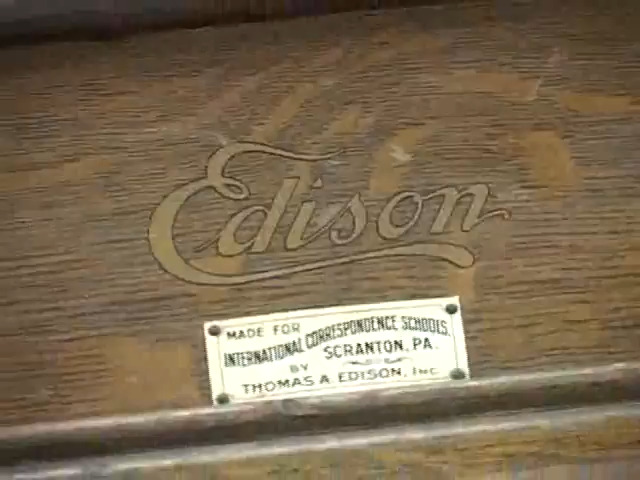 Edison
MADE FOR
INTERNATIONAL CORRESPONDENCE SCHOOLS,
SCRANTON, PA.
BY
THOMAS A EDISON, INC